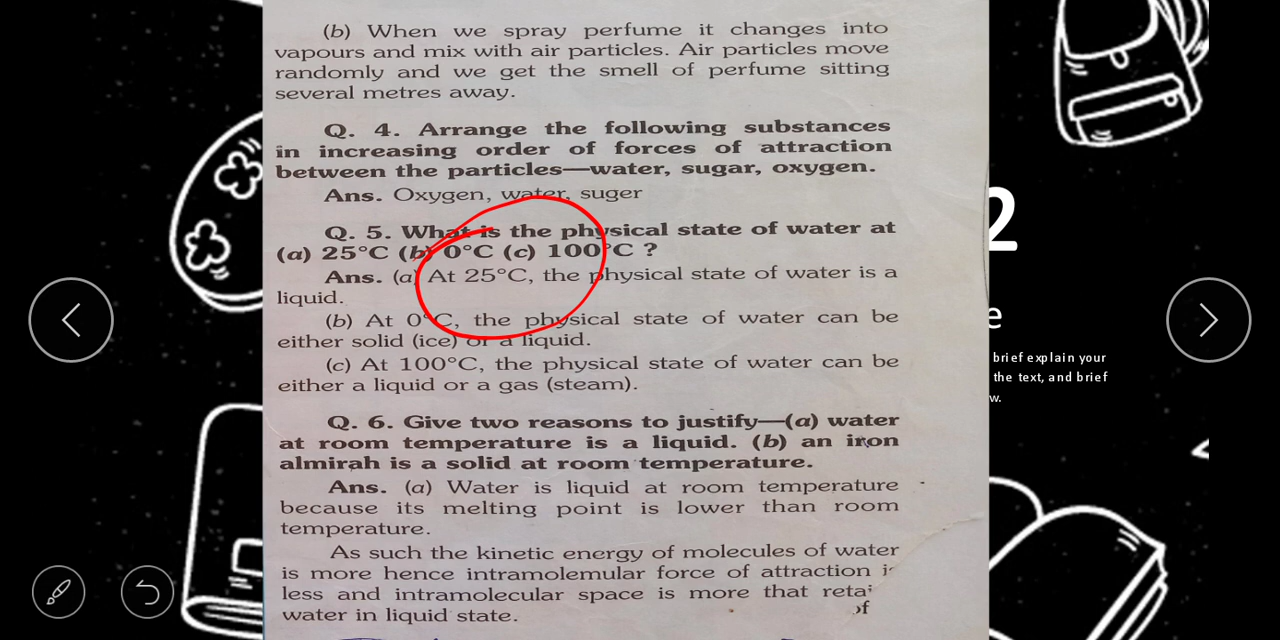 (b) When we spray perfume it changes into
vapours and mix with air particles. Air particles move
randomly and we get the smell of perfume sitting
several metres away.
Q. 4. Arrange the following substances
in increasing order of forces of attraction
between the particles—water, sugar, oxygen.
Ans. Oxygen, water, suger
Q. 5. What is the physical state of water at
(a) 25°C (b) 0°C (c) 100°C ?
Ans. (a) At 25°C, the physical state of water is a
liquid.
(b) At 0°C, the physical state of water can be
either solid (ice) or a liquid.
(c) At 100°C, the physical state of water can be
either a liquid or a gas (steam).
Q. 6. Give two reasons to justify—(a) water
at room temperature is a liquid. (b) an iron
almirah is a solid at room temperature.
Ans. (a) Water is liquid at room temperature
because its melting point is lower than room
temperature.
As such the kinetic energy of molecules of water
is more hence intramolemular force of attraction
less and intramolecular space is more that
water in liquid state.
of
2
e
brief explain your
the text, and brief
w.